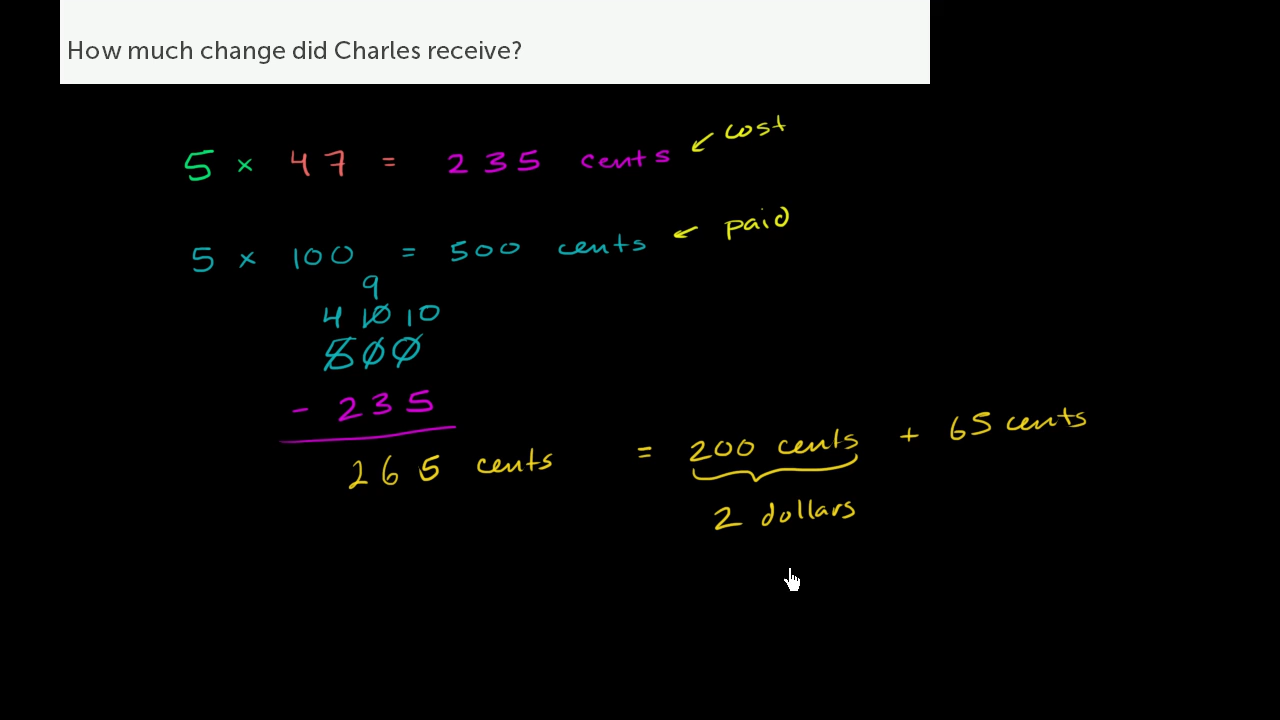 How much change did Charles receive?
5 × 47 = 235 cents ↙ cost
5 × 100 = 500 cents ← paid
9
4 10 10
500
- 235
265 cents = 200 cents + 65 cents
2 dollars